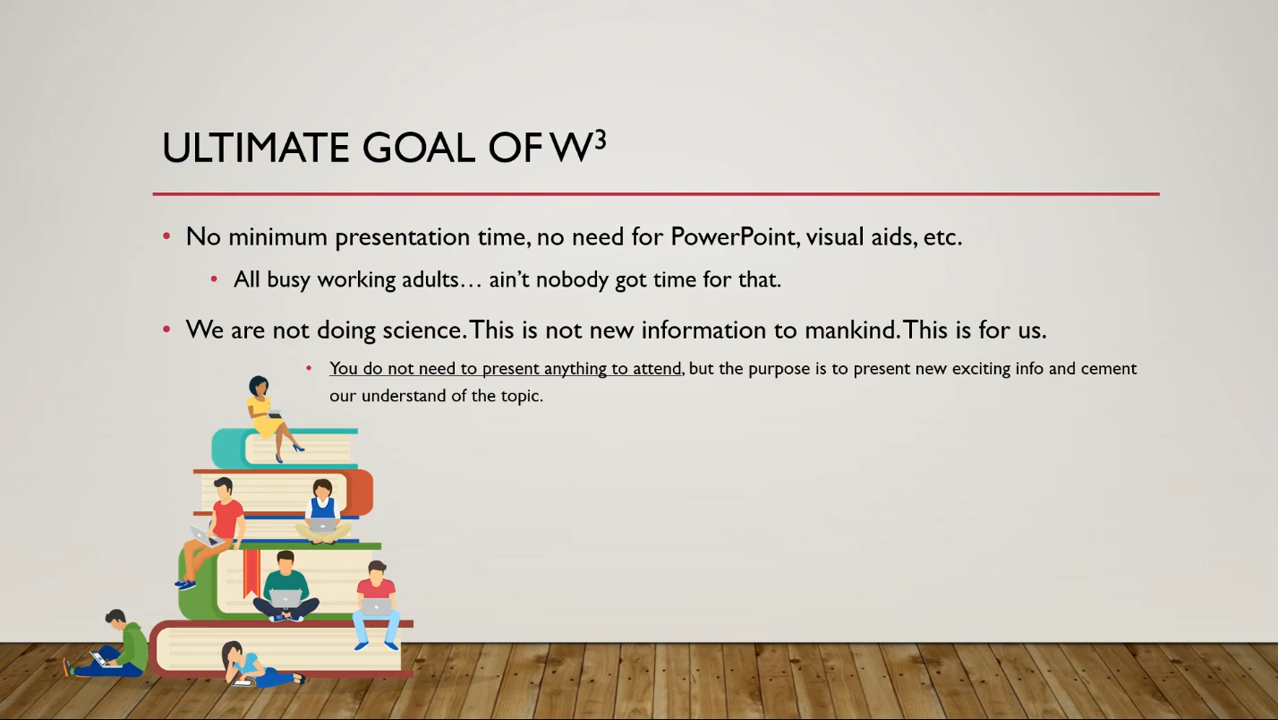 ULTIMATE GOAL OF W³
• No minimum presentation time, no need for PowerPoint, visual aids, etc.
• All busy working adults… ain’t nobody got time for that.
• We are not doing science. This is not new information to mankind. This is for us.
• You do not need to present anything to attend, but the purpose is to present new exciting info and cement
our understand of the topic.